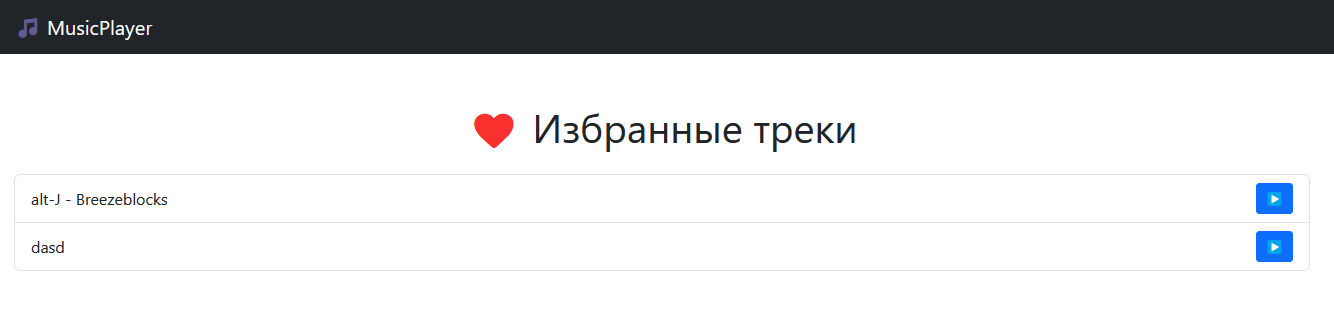 MusicPlayer
Избранные треки
alt-J - Breezeblocks
dasd